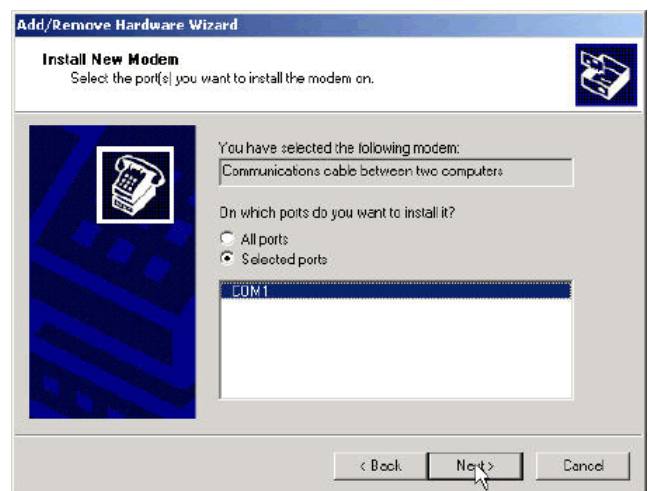 Add/Remove Hardware Wizard
Install New Modem
Select the port(s) you want to install the modem on.
You have selected the following modem:
Communications cable between two computers
On which ports do you want to install it?
All ports
Selected ports
COM1
< Back
Next >
Cancel